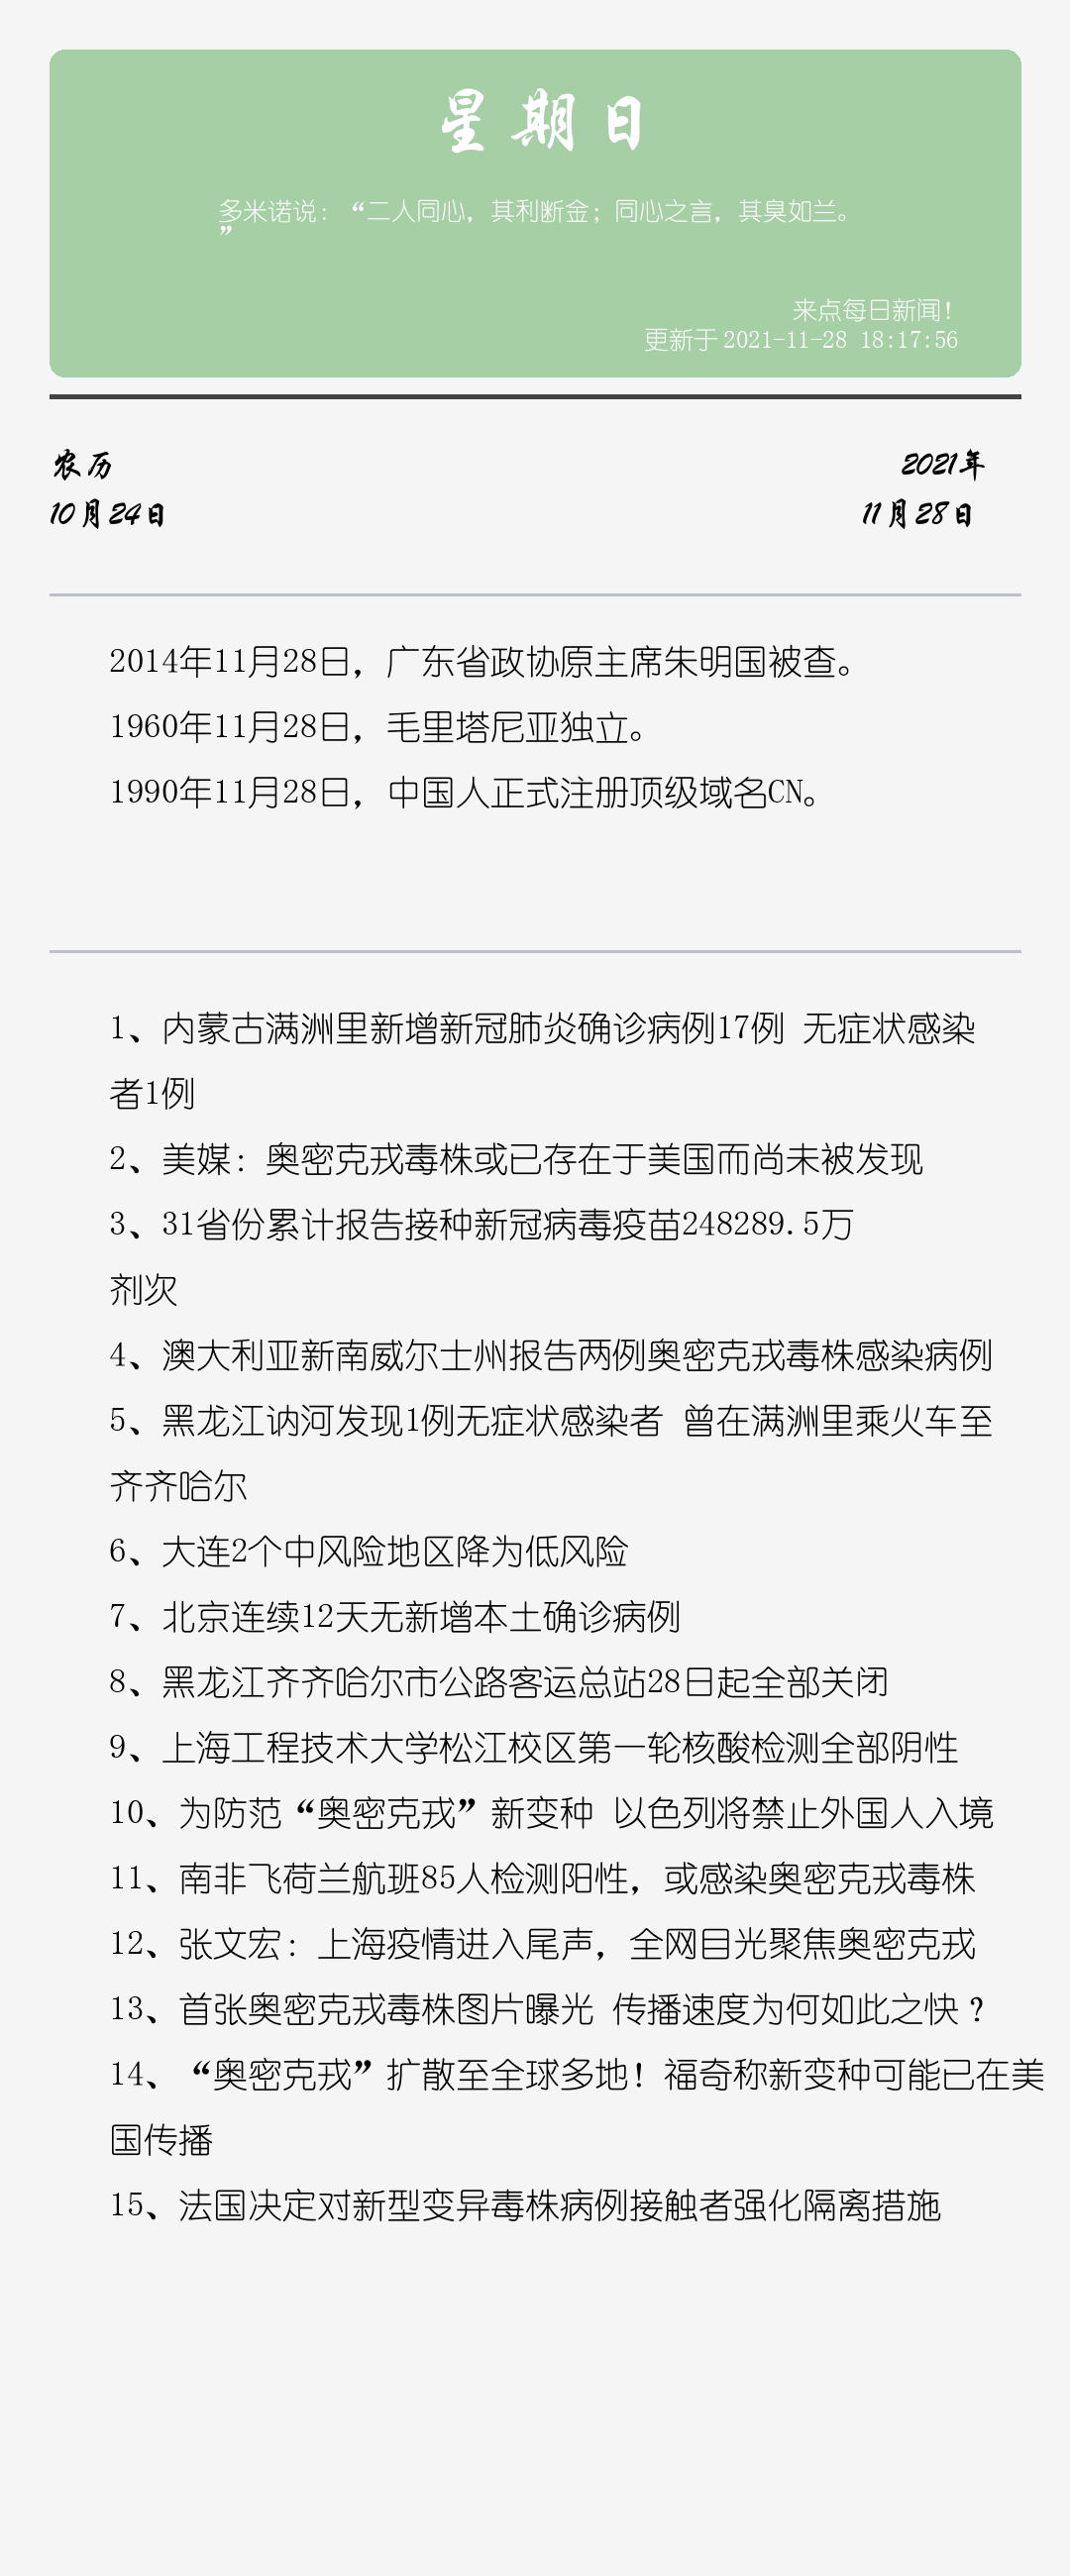 星期日
多米诺说：“二人同心，其利断金；同心之言，其臭如兰。
”
来点每日新闻！
更新于2021-11-28 18:17:56
农历
2021年
10月24日
11月28日
2014年11月28日，广东省政协原主席朱明国被查。
1960年11月28日，毛里塔尼亚独立。
1990年11月28日，中国人正式注册顶级域名CN。
1、内蒙古满洲里新增新冠肺炎确诊病例17例 无症状感染
者1例
2、美媒：奥密克戎毒株或已存在于美国而尚未被发现
3、31省份累计报告接种新冠病毒疫苗248289.5万
剂次
4、澳大利亚新南威尔士州报告两例奥密克戎毒株感染病例
5、黑龙江讷河发现1例无症状感染者 曾在满洲里乘火车至
齐齐哈尔
6、大连2个中风险地区降为低风险
7、北京连续12天无新增本土确诊病例
8、黑龙江齐齐哈尔市公路客运总站28日起全部关闭
9、上海工程技术大学松江校区第一轮核酸检测全部阴性
10、为防范“奥密克戎”新变种 以色列将禁止外国人入境
11、南非飞荷兰航班85人检测阳性，或感染奥密克戎毒株
12、张文宏：上海疫情进入尾声，全网目光聚焦奥密克戎
13、首张奥密克戎毒株图片曝光 传播速度为何如此之快？
14、“奥密克戎”扩散至全球多地！福奇称新变种可能已在美
国传播
15、法国决定对新型变异毒株病例接触者强化隔离措施